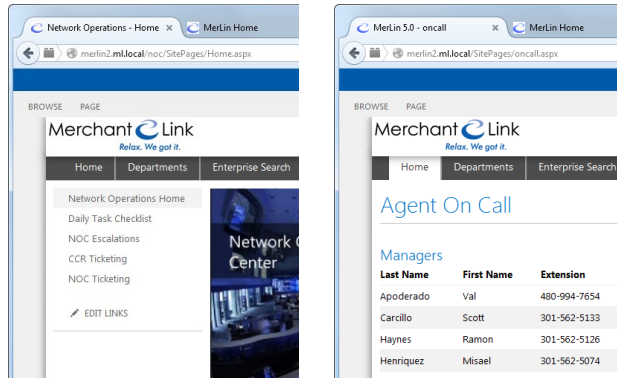 Network Operations - Home × MerLin Home
merlin2.ml.local/noc/SitePages/Home.aspx
BROWSE PAGE
Merchant e Link
Relax. We got it.
Home Departments Enterprise Search
Network Operations Home
Daily Task Checklist
NOC Escalations
CCR Ticketing
NOC Ticketing
EDIT LINKS
Network
Center
MerLin 5.0 - oncall × MerLin Home
merlin2.ml.local/SitePages/oncall.aspx
BROWSE PAGE
Merchant e Link
Relax. We got it.
Home Departments Enterprise Search
Agent On Call
Managers
Last Name First Name Extension
Apoderado Val 480-994-7654
Carcillo Scott 301-562-5133
Haynes Ramon 301-562-5126
Henriquez Misael 301-562-5074